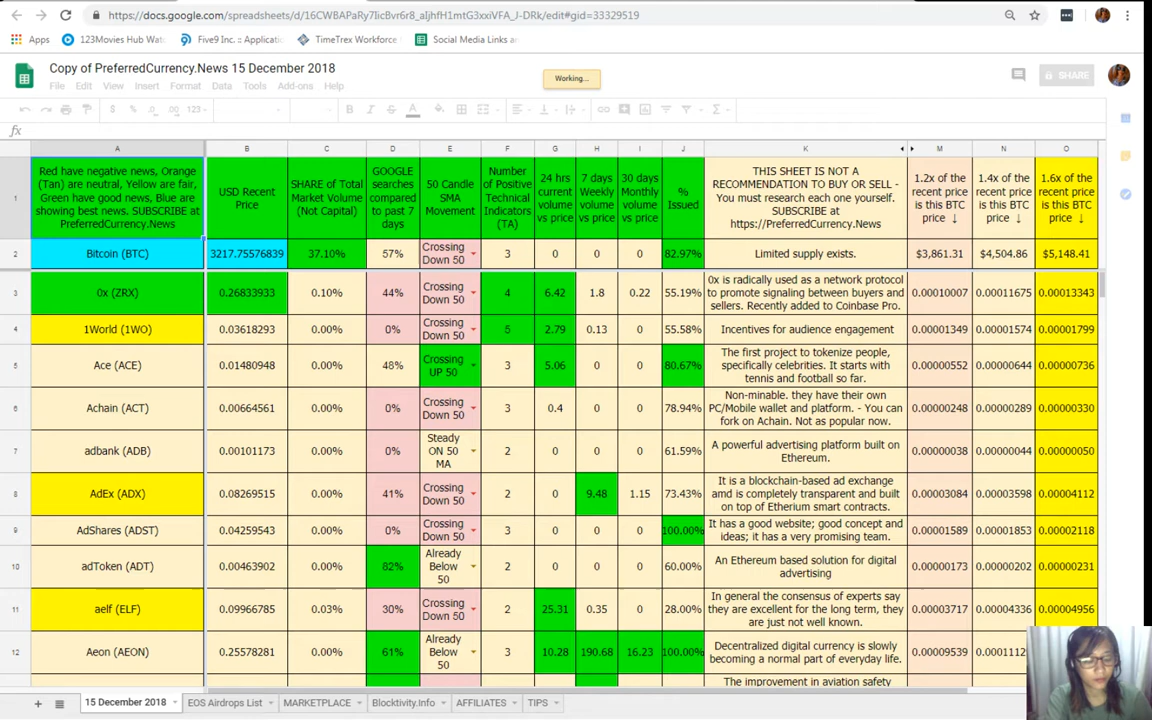 https://docs.google.com/spreadsheets/d/16CWBAPaRy7IicBvr6r8_aIjhfH1mtG3xxiVFA_J-DRk/edit#gid=33329519
Apps 123Movies Hub Wat Five9 Inc. :: Applicati TimeTrex Workforce Social Media Links a
Copy of PreferredCurrency.News 15 December 2018
Working...
SHARE
File Edit View Insert Format Data Tools Add-ons Help
$ % .0 .00 123
fx
A B C D E F G H I J K M N O
1
Red have negative news, Orange
(Tan) are neutral, Yellow are fair,
Green have good news, Blue are
showing best news. SUBSCRIBE at
PreferredCurrency.News
USD Recent
Price
SHARE of Total
Market Volume
(Not Capital)
GOOGLE
searches
compared
to past 7
days
50 Candle
SMA
Movement
Number
of Positive
Technical
Indicators
(TA)
24 hrs
current
volume
vs price
7 days
Weekly
volume
vs price
30 days
Monthly
volume
vs price
%
Issued
THIS SHEET IS NOT A
RECOMMENDATION TO BUY OR SELL -
You must research each one yourself.
SUBSCRIBE at
https://PreferredCurrency.News
1.2x of the
recent price
is this BTC
price ↓
1.4x of the
recent price
is this BTC
price ↓
1.6x of the
recent price
is this BTC
price ↓
2 Bitcoin (BTC) 3217.75576839 37.10% 57% Crossing
Down 50 3 0 0 0 82.97% Limited supply exists. $3,861.31 $4,504.86 $5,148.41
3 0x (ZRX) 0.26833933 0.10% 44% Crossing
Down 50 4 6.42 1.8 0.22 55.19% 0x is radically used as a network protocol
to promote signaling between buyers and
sellers. Recently added to Coinbase Pro. 0.00010007 0.00011675 0.00013343
4 1World (1WO) 0.03618293 0.00% 0% Crossing
Down 50 5 2.79 0.13 0 55.58% Incentives for audience engagement 0.00001349 0.00001574 0.00001799
5 Ace (ACE) 0.01480948 0.00% 48% Crossing
UP 50 3 5.06 0 0 80.67% The first project to tokenize people,
specifically celebrities. It starts with
tennis and football so far. 0.00000552 0.00000644 0.00000736
6 Achain (ACT) 0.00664561 0.00% 0% Crossing
Down 50 3 0.4 0 0 78.94% Non-minable. they have their own
PC/Mobile wallet and platform. - You can
fork on Achain. Not as popular now. 0.00000248 0.00000289 0.00000330
7 adbank (ADB) 0.00101173 0.00% 0% Steady
ON 50
MA 2 0 0 0 61.59% A powerful advertising platform built on
Ethereum. 0.00000038 0.00000044 0.00000050
8 AdEx (ADX) 0.08269515 0.00% 41% Crossing
Down 50 2 0 9.48 1.15 73.43% It is a blockchain-based ad exchange
amd is completely transparent and built
on top of Etherium smart contracts. 0.00003084 0.00003598 0.00004112
9 AdShares (ADST) 0.04259543 0.00% 0% Crossing
Down 50 3 0 0 0 100.00% It has a good website; good concept and
ideas; it has a very promising team. 0.00001589 0.00001853 0.00002118
10 adToken (ADT) 0.00463902 0.00% 82% Already
Below
50 2 0 0 0 60.00% An Ethereum based solution for digital
advertising 0.00000173 0.00000202 0.00000231
11 aelf (ELF) 0.09966785 0.03% 30% Crossing
Down 50 2 25.31 0.35 0 28.00% In general the consensus of experts say
they are excellent for the long term, they
are just not well known. 0.00003717 0.00004336 0.00004956
12 Aeon (AEON) 0.25578281 0.00% 61% Already
Below
50 3 10.28 190.68 16.23 100.00% Decentralized digital currency is slowly
becoming a normal part of everyday life. 0.00009539 0.0001112
The improvement in aviation safety
15 December 2018 EOS Airdrops List MARKETPLACE Blocktivity.Info AFFILIATES TIPS